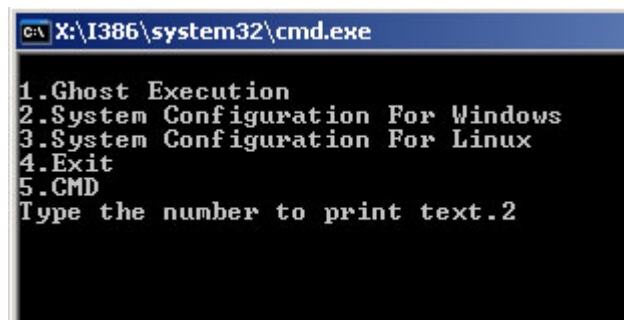 X:\I386\system32\cmd.exe
1.Ghost Execution
2.System Configuration For Windows
3.System Configuration For Linux
4.Exit
5.CMD
Type the number to print text.2